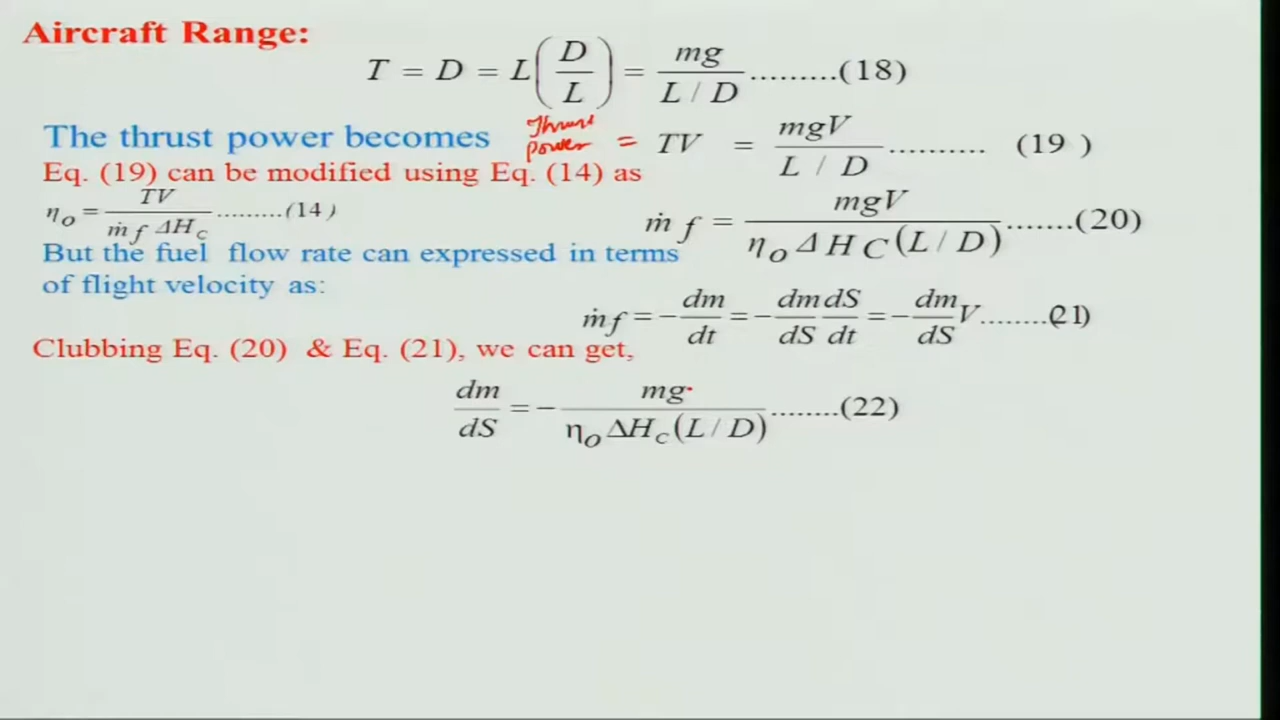 Aircraft Range:
T = D = L(D/L) = mg/(L / D).........(18)
The thrust power becomes Thrust power = TV = mgV/(L / D).......... (19 )
Eq. (19) can be modified using Eq. (14) as
η_o = TV/(ṁ_f ΔH_c).........(14)
ṁ_f = mgV/(η_o Δ H_C (L / D)).......(20)
But the fuel flow rate can expressed in terms
of flight velocity as:
ṁ_f = − dm/dt = − dm/dS dS/dt = − dm/dS V........(21)
Clubbing Eq. (20) & Eq. (21), we can get,
dm/dS = − mg/(η_o ΔH_c (L / D))........(22)